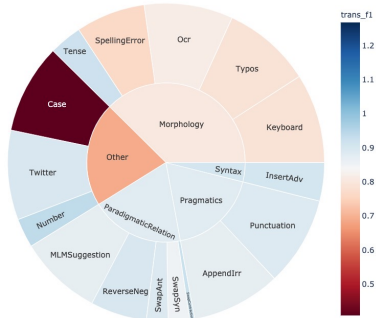 trans_f1
Tense
SpellingError
Ocr
Typos
Keyboard
Case
Morphology
Other
Twitter
Number
ParadigmaticRelation
Pragmatics
Syntax
InsertAdv
Punctuation
AppendIrr
MLMSuggestion
ReverseNeg
SwapAnt
SwapSyn
1.2
1.1
1
0.9
0.8
0.7
0.6
0.5